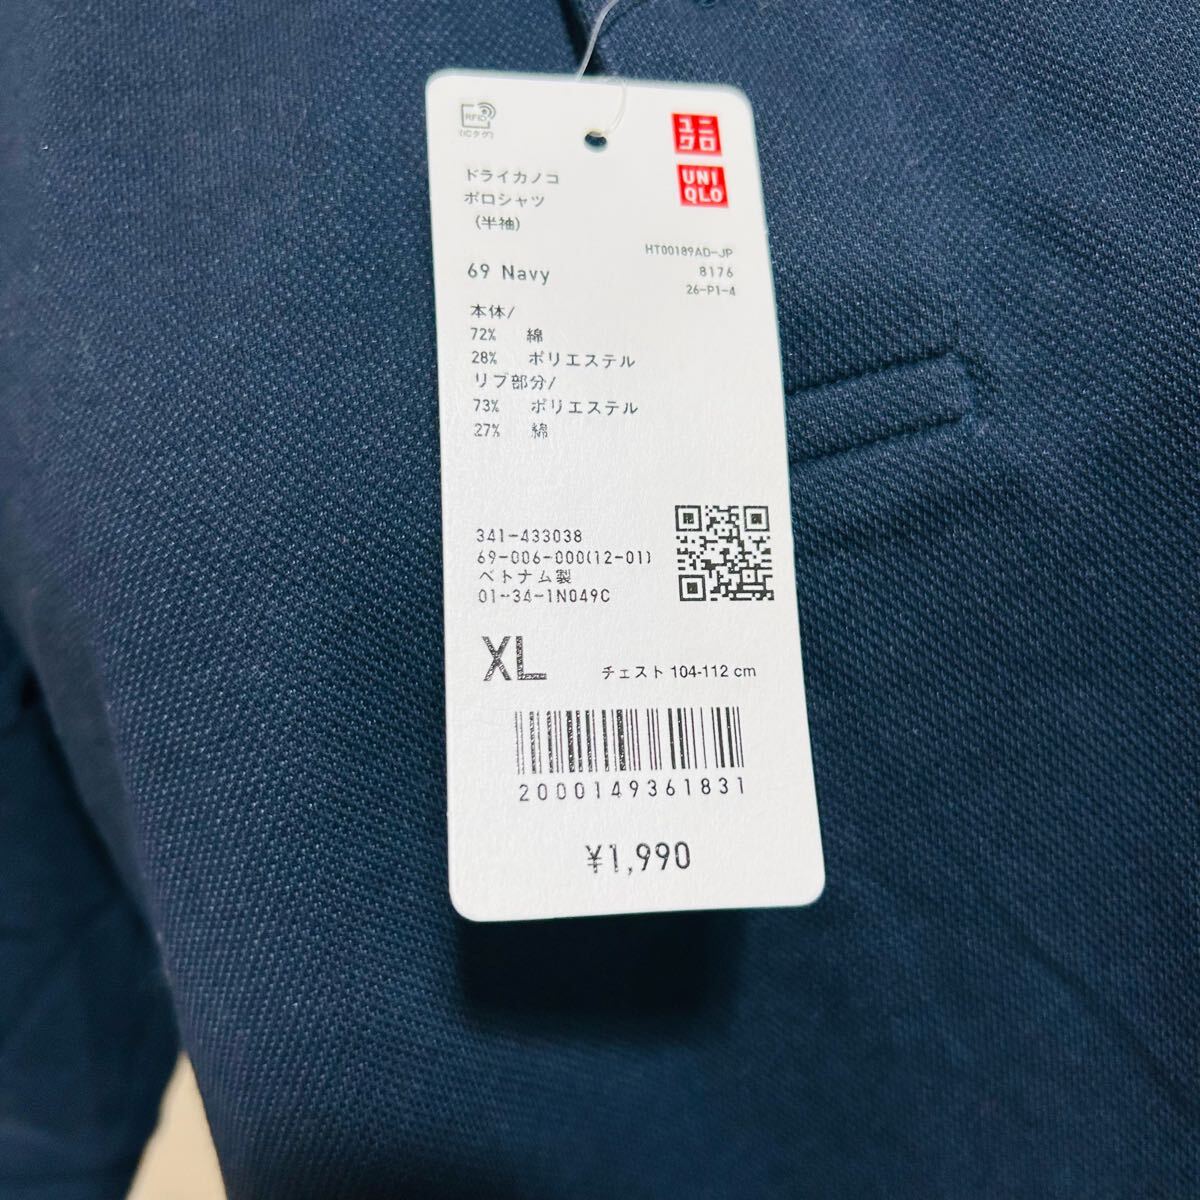 RFID
(ICタグ)
ユニ
クロ
UNI
QLO
ドライカノコ
ポロシャツ
(半袖)
HT00189AD-JP
69 Navy
8176
26-P1-4
本体/
72% 綿
28% ポリエステル
リブ部分/
73% ポリエステル
27% 綿
341-433038
69-006-000(12-01)
ベトナム製
01-34-1N049C
XL
チェスト 104-112 cm
2000149361831
¥1,990